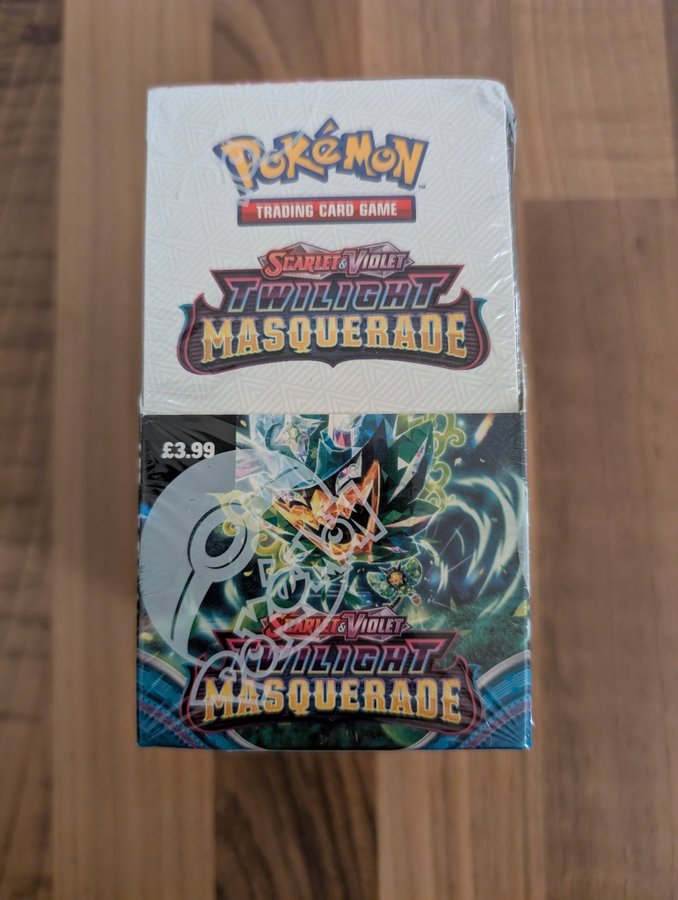 POKÉMON
TRADING CARD GAME
SCARLET & VIOLET
TWILIGHT
MASQUERADE
£3.99
SCARLET & VIOLET
TWILIGHT
MASQUERADE